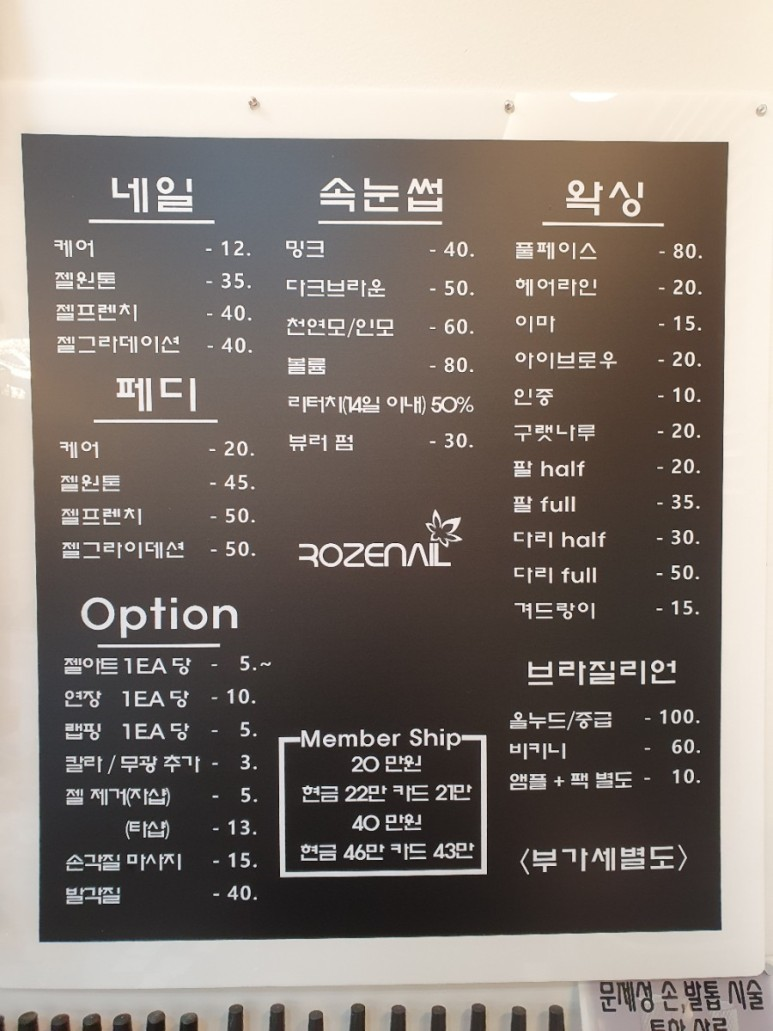 네일
케어 - 12.
젤원톤 - 35.
젤프렌치 - 40.
젤그라데이션 - 40.
페디
케어 - 20.
젤원톤 - 45.
젤프렌치 - 50.
젤그라이데션 - 50.
Option
젤아트 1EA 당 - 5.~
연장 1EA 당 - 10.
랩핑 1EA 당 - 5.
칼라 / 무광 추가 - 3.
젤 제거(자샵) - 5.
(타샵) - 13.
손각질 마사지 - 15.
발각질 - 40.
속눈썹
밍크 - 40.
다크브라운 - 50.
천연모/인모 - 60.
볼륨 - 80.
리터치(14일 이내) 50%
뷰러 펌 - 30.
ROZENAIL
Member Ship
20 만원
현금 22만 카드 21만
40 만원
현금 46만 카드 43만
왁싱
풀페이스 - 80.
헤어라인 - 20.
이마 - 15.
아이브로우 - 20.
인중 - 10.
구랫나루 - 20.
팔 half - 20.
팔 full - 35.
다리 half - 30.
다리 full - 50.
겨드랑이 - 15.
브라질리언
올누드/중급 - 100.
비키니 - 60.
앰플 + 팩 별도 - 10.
<부가세별도>
문제성 손,발톱 시술